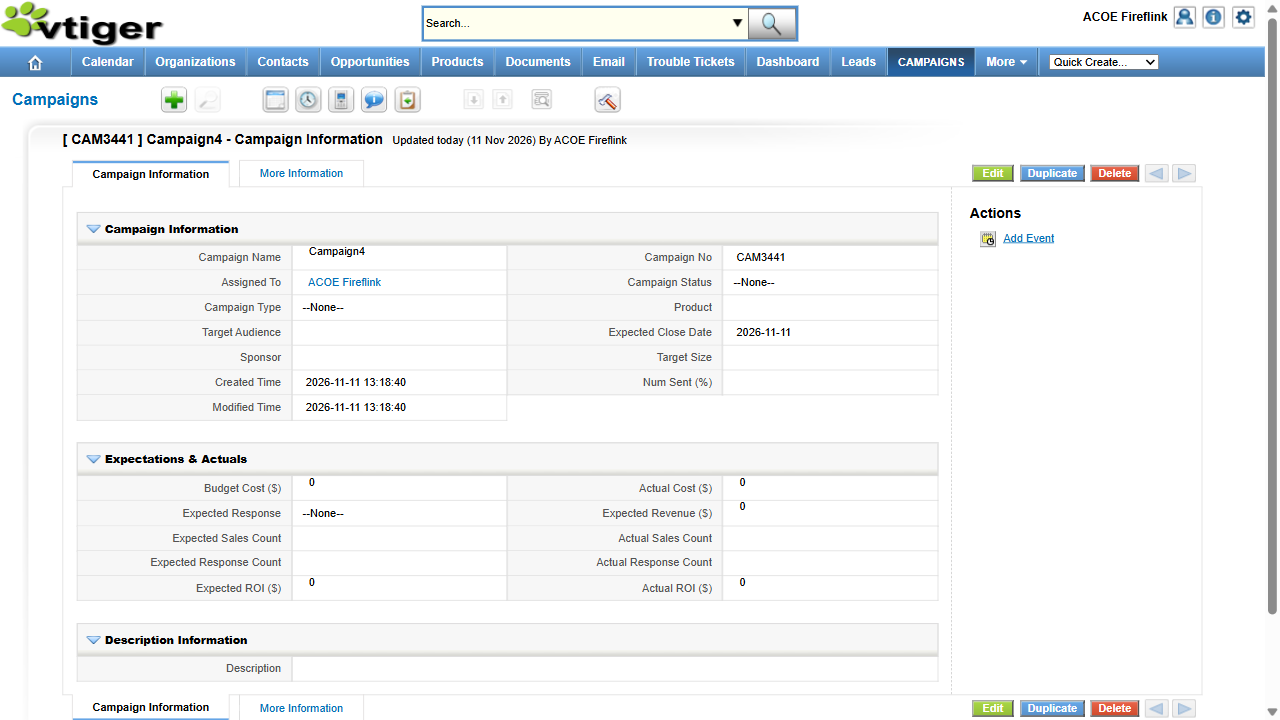 vtiger
Search...
ACOE Fireflink
Calendar Organizations Contacts Opportunities Products Documents Email Trouble Tickets Dashboard Leads CAMPAIGNS More Quick Create...
Campaigns
[ CAM3441 ] Campaign4 - Campaign Information Updated today (11 Nov 2026) By ACOE Fireflink
Campaign Information More Information Edit Duplicate Delete
Actions
Add Event
Campaign Information
Campaign Name Campaign4 Campaign No CAM3441
Assigned To ACOE Fireflink Campaign Status --None--
Campaign Type --None-- Product
Target Audience Expected Close Date 2026-11-11
Sponsor Target Size
Created Time 2026-11-11 13:18:40 Num Sent (%)
Modified Time 2026-11-11 13:18:40
Expectations & Actuals
Budget Cost ($) 0 Actual Cost ($) 0
Expected Response --None-- Expected Revenue ($) 0
Expected Sales Count Actual Sales Count
Expected Response Count Actual Response Count
Expected ROI ($) 0 Actual ROI ($) 0
Description Information
Description
Campaign Information More Information Edit Duplicate Delete